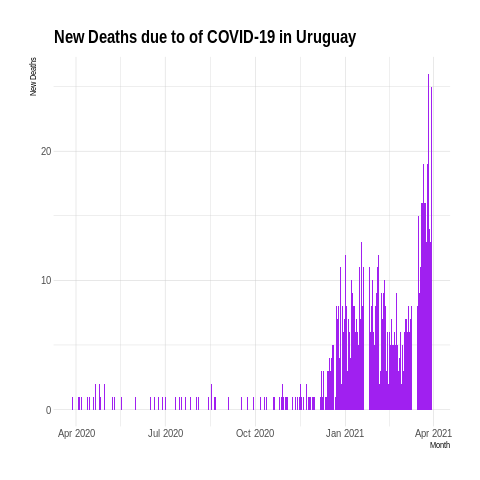 New Deaths due to of COVID-19 in Uruguay
New Deaths
20
10
0
Apr 2020 Jul 2020 Oct 2020 Jan 2021 Apr 2021
Month